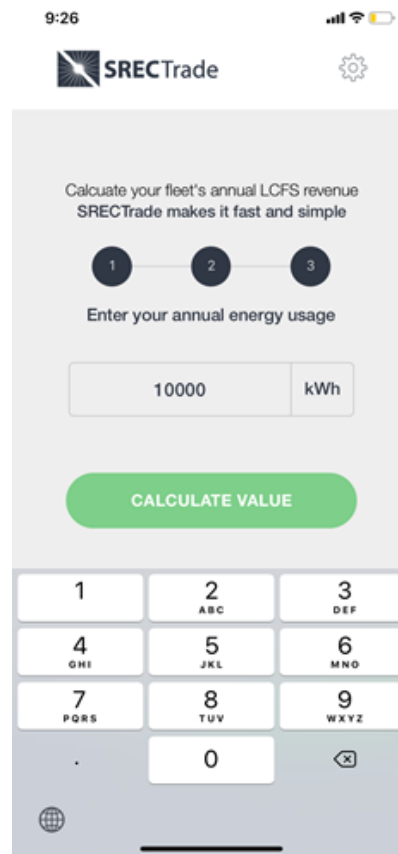 9:26
SRECTrade
Calcuate your fleet's annual LCFS revenue
SRECTrade makes it fast and simple
1 2 3
Enter your annual energy usage
10000 kWh
CALCULATE VALUE
1 2 3
ABC DEF
4 5 6
GHI JKL MNO
7 8 9
PQRS TUV WXYZ
. 0